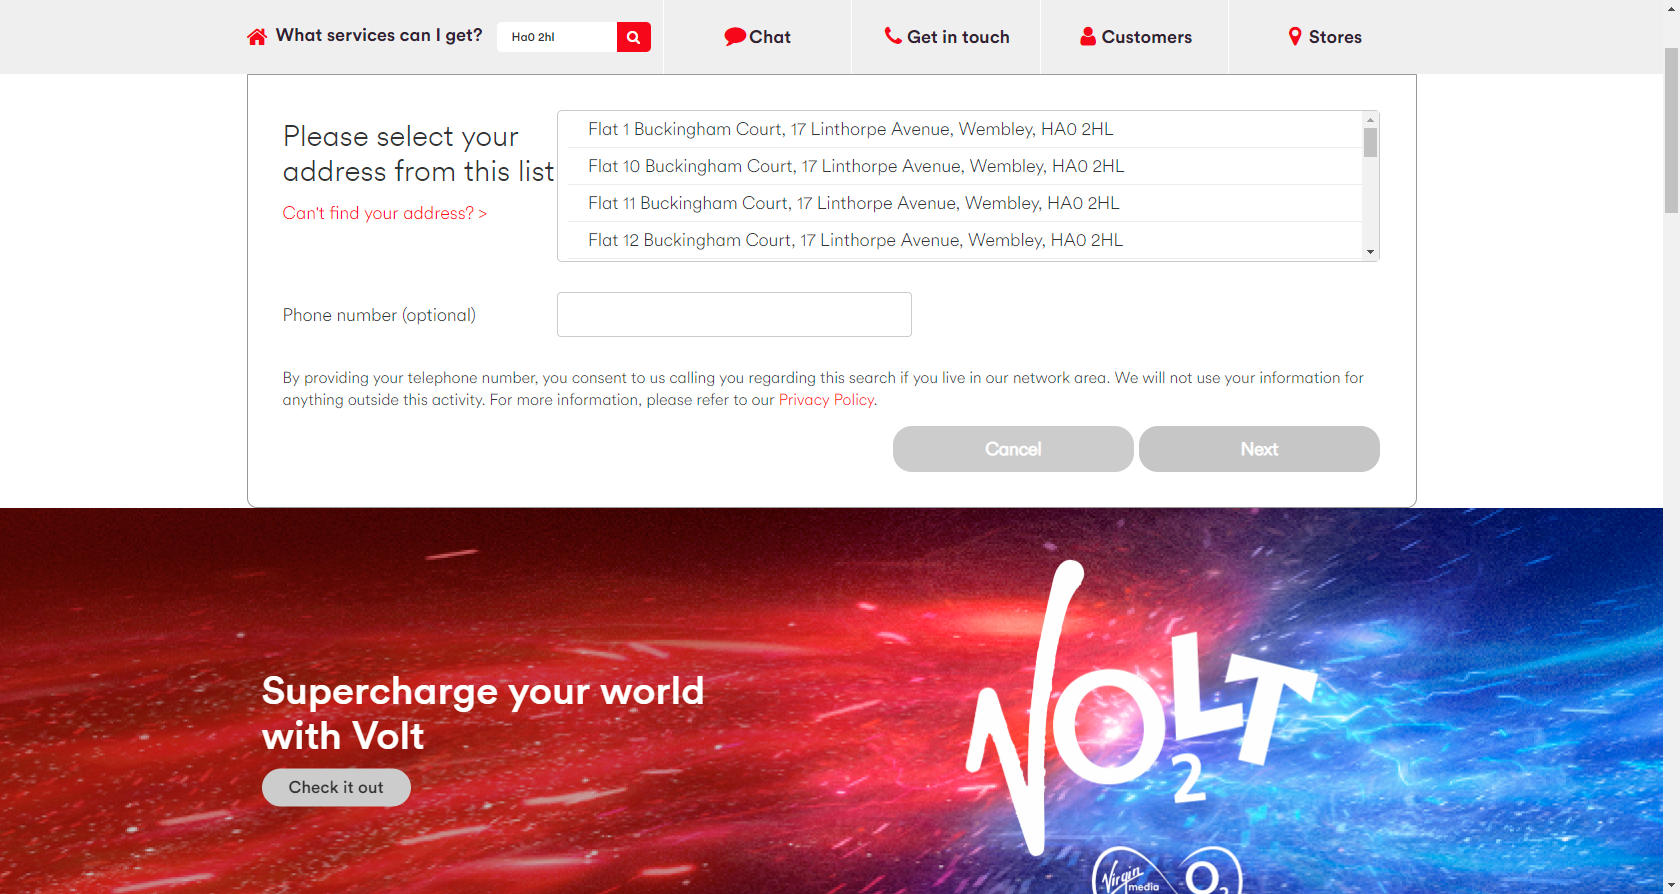 What services can I get?
Ha0 2hl
Chat
Get in touch
Customers
Stores
Please select your
address from this list
Can't find your address? >
Flat 1 Buckingham Court, 17 Linthorpe Avenue, Wembley, HA0 2HL
Flat 10 Buckingham Court, 17 Linthorpe Avenue, Wembley, HA0 2HL
Flat 11 Buckingham Court, 17 Linthorpe Avenue, Wembley, HA0 2HL
Flat 12 Buckingham Court, 17 Linthorpe Avenue, Wembley, HA0 2HL
Phone number (optional)
By providing your telephone number, you consent to us calling you regarding this search if you live in our network area. We will not use your information for
anything outside this activity. For more information, please refer to our Privacy Policy.
Cancel
Next
Supercharge your world
with Volt
Check it out
VOLT
2
Virgin
media
O2